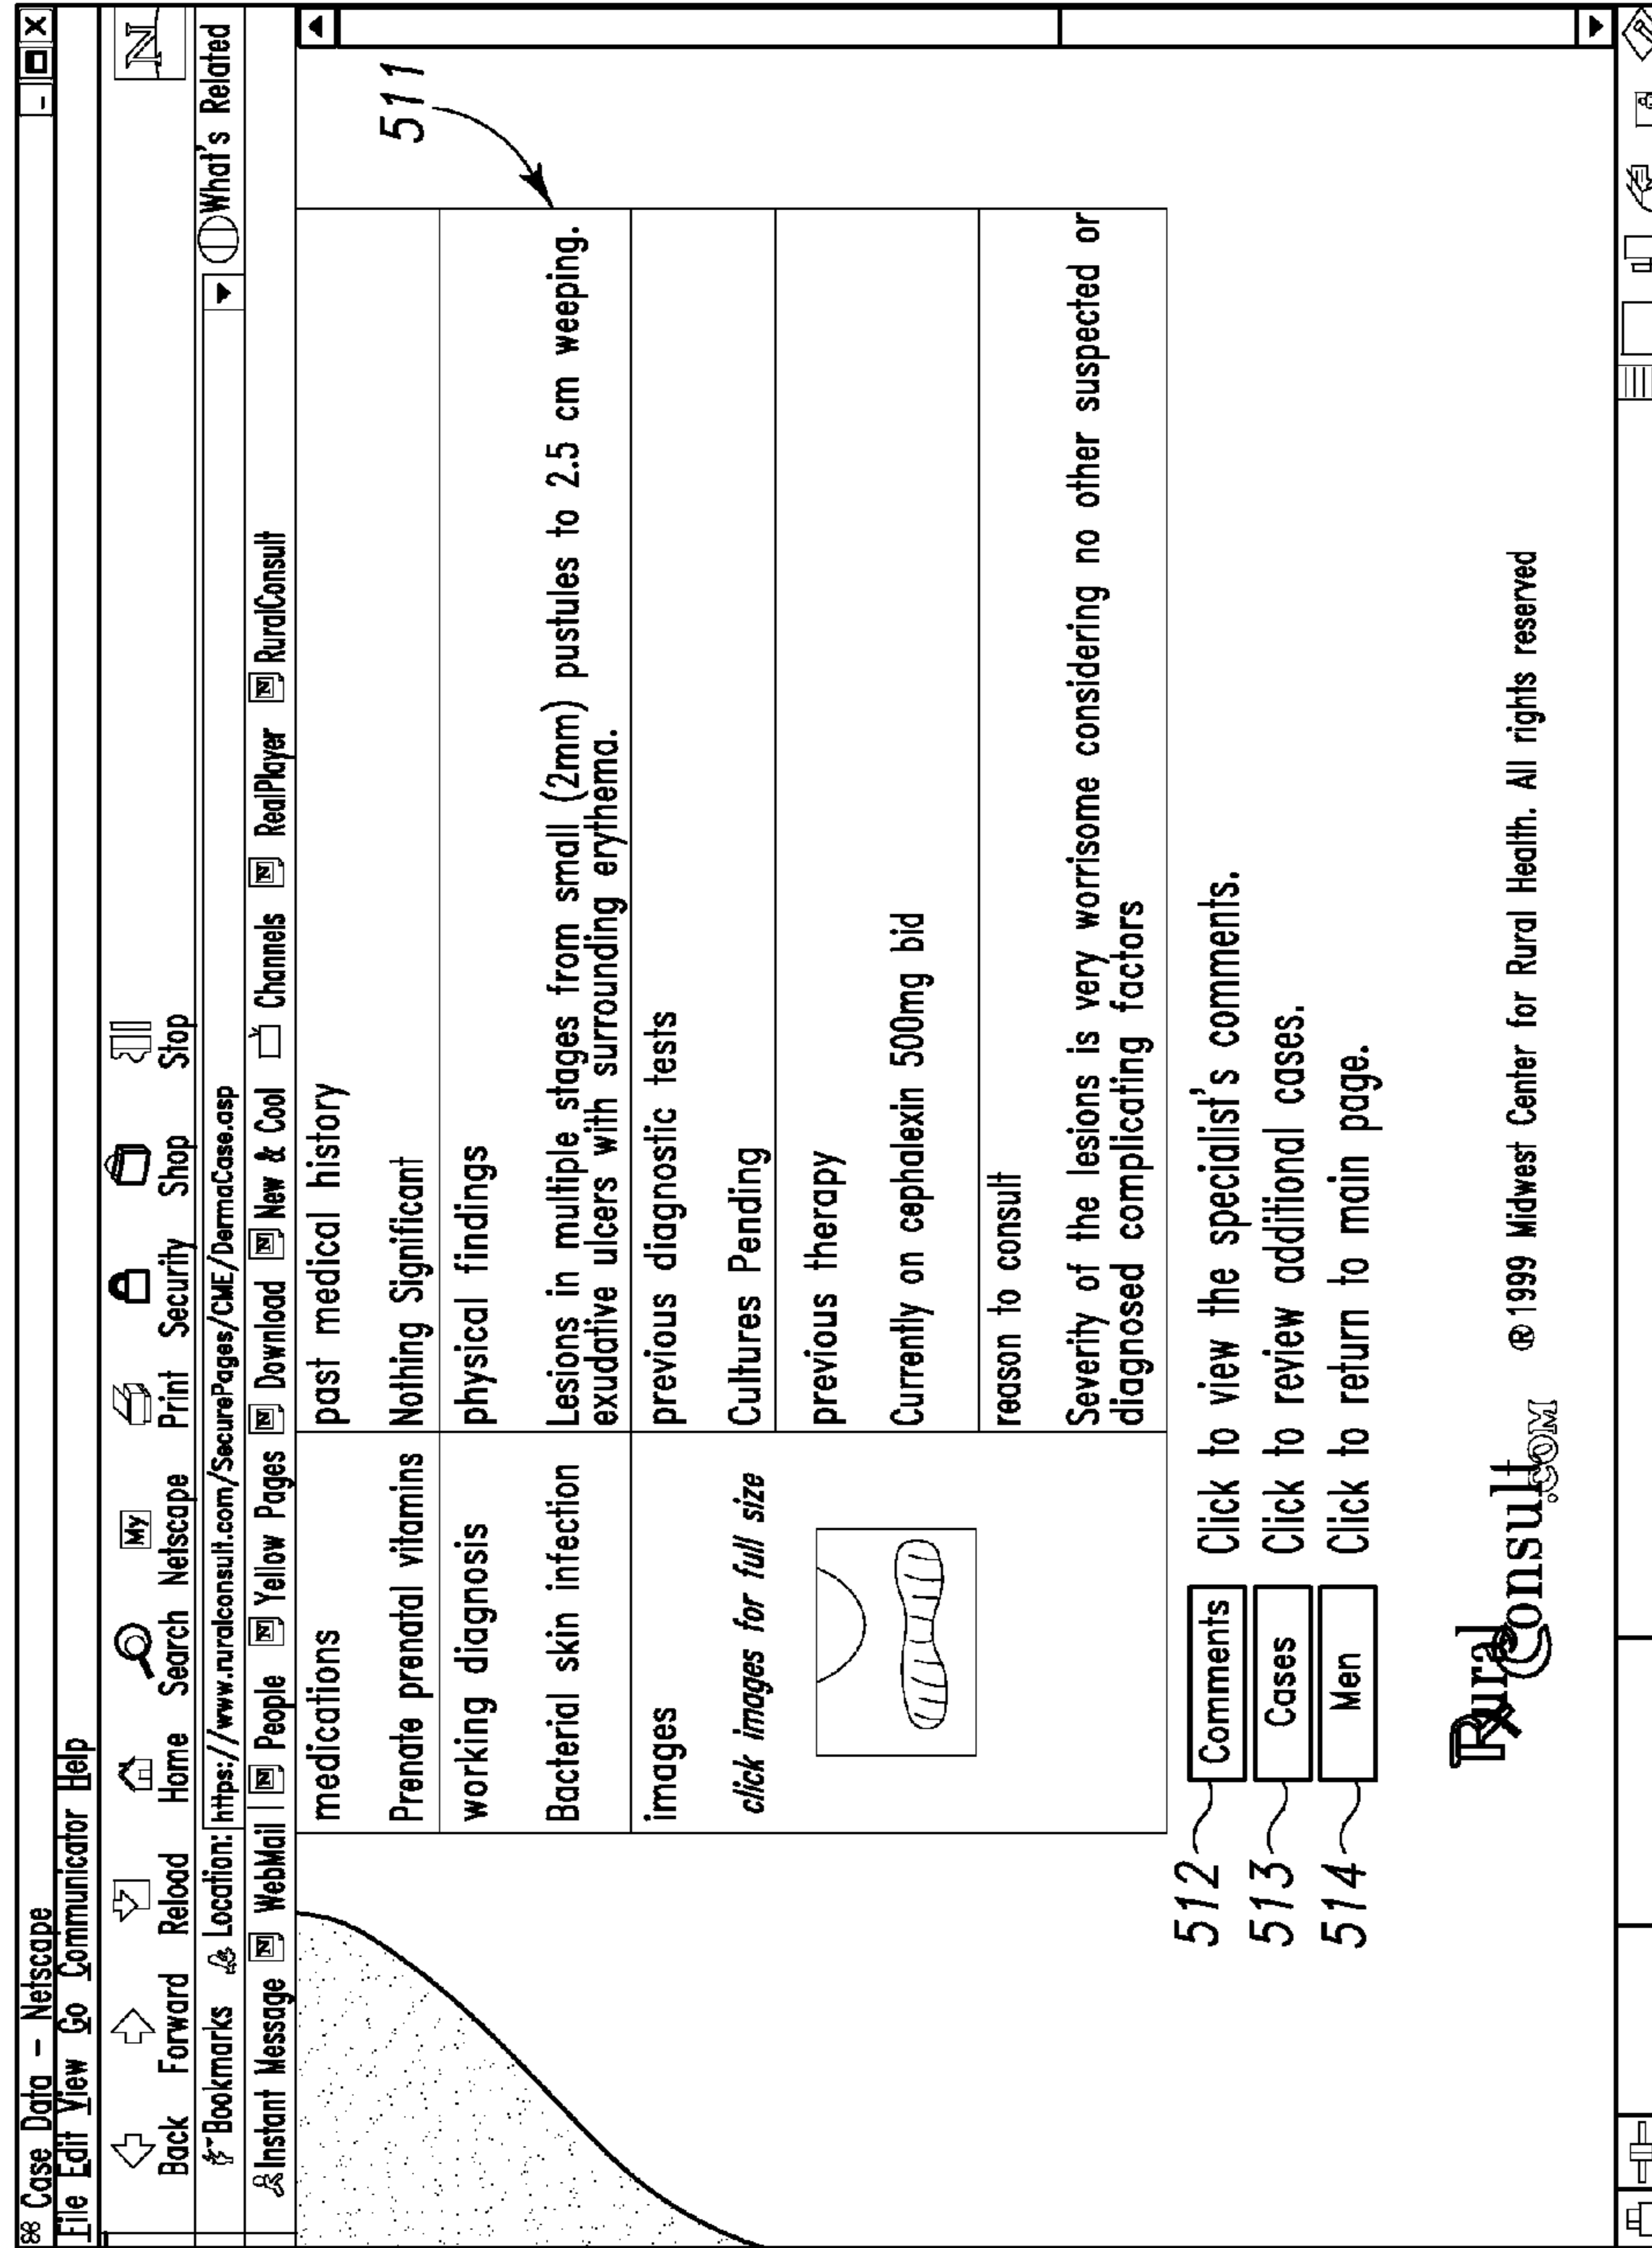 Case Data – Netscape
File Edit View Go Communicator Help
Back Forward Reload Home Search Netscape Print Security Shop Stop
My
N
Bookmarks Location: https://www.ruralconsult.com/SecurePages/CME/DermaCase.asp What's Related
Instant Message WebMail People Yellow Pages Download New & Cool Channels RealPlayer RuralConsult
511
medications
Prenate prenatal vitamins
past medical history
Nothing Significant
working diagnosis
Bacterial skin infection
physical findings
Lesions in multiple stages from small (2mm) pustules to 2.5 cm weeping.
exudative ulcers with surrounding erythema.
images
click images for full size
previous diagnostic tests
Cultures Pending
previous therapy
Currently on cephalexin 500mg bid
reason to consult
Severity of the lesions is very worrisome considering no other suspected or
diagnosed complicating factors
512 Comments Click to view the specialist's comments.
513 Cases Click to review additional cases.
514 Men Click to return to main page.
Rural
Consult.COM ® 1999 Midwest Center for Rural Health. All rights reserved